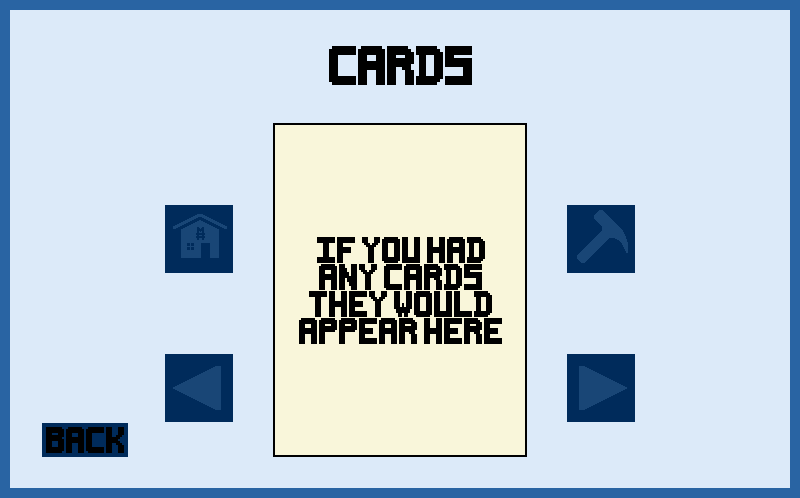 CARDS
IF YOU HAD
ANY CARDS
THEY WOULD
APPEAR HERE
BACK